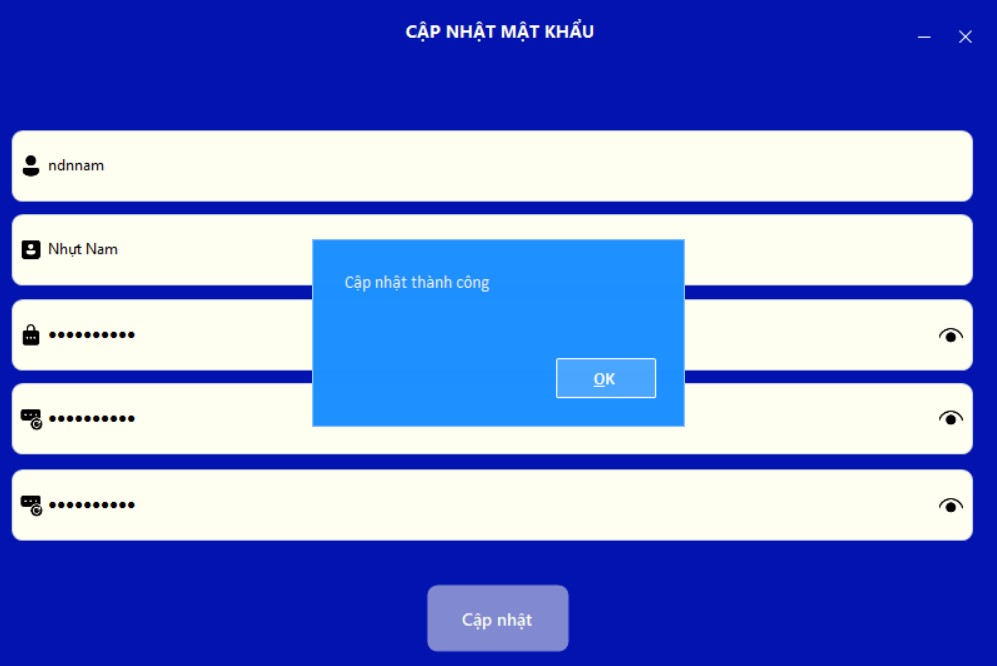 CẬP NHẬT MẬT KHẨU
ndnnam
Nhựt Nam
Cập nhật thành công
••••••••••
OK
••••••••••
••••••••••
Cập nhật